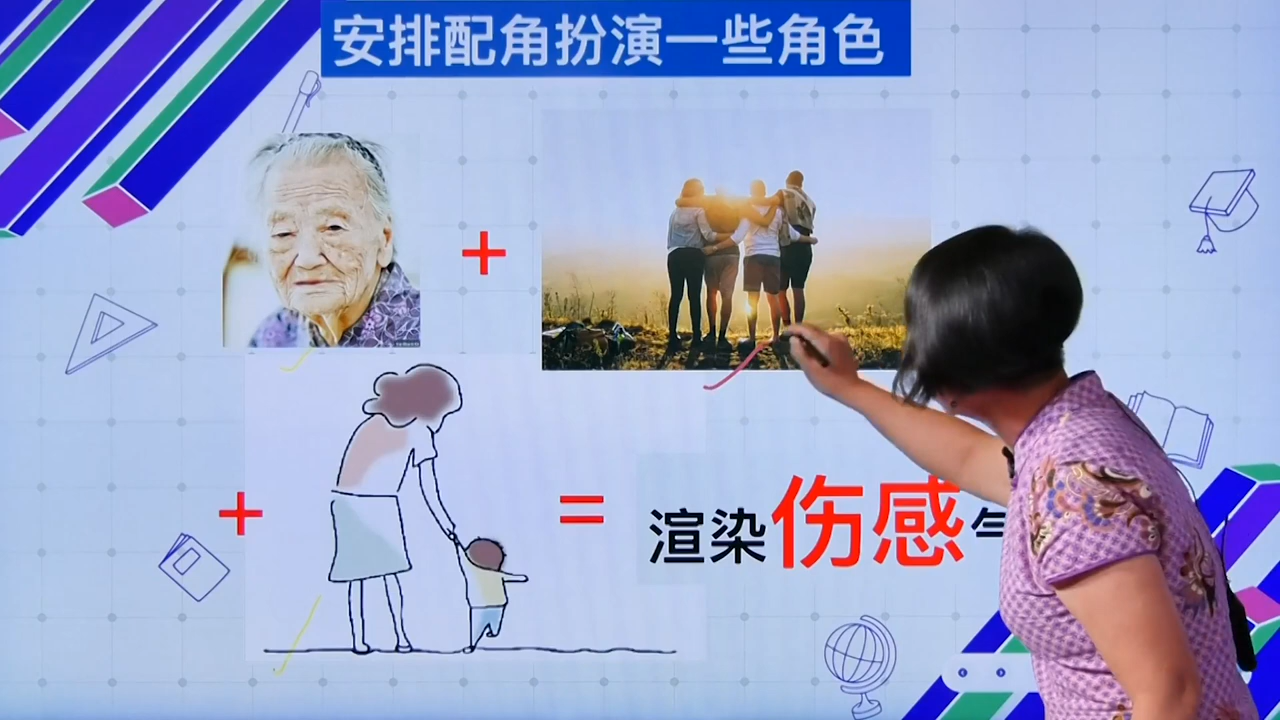 安排配角扮演一些角色
+
+
=
渲染伤感